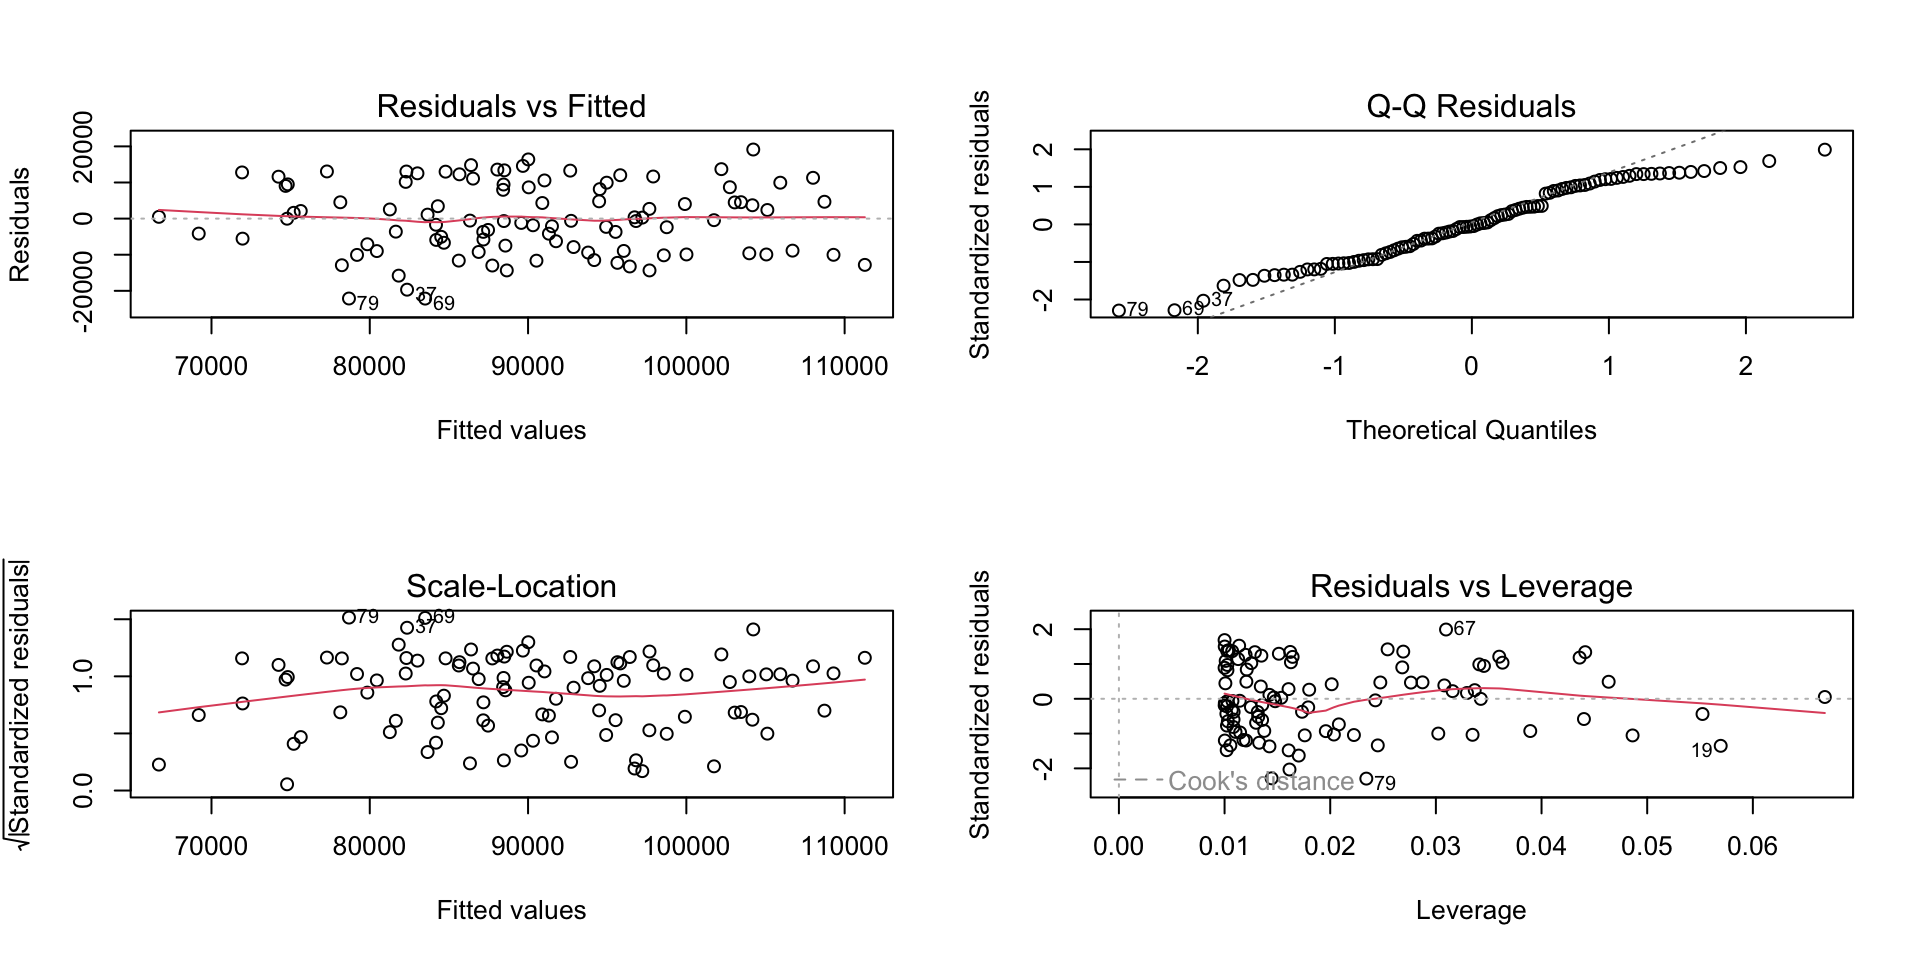 Residuals vs Fitted
Residuals
-20000 0 20000
79
37
69
70000 80000 90000 100000 110000
Fitted values
Q-Q Residuals
Standardized residuals
-2 0 1 2
79
69
37
-2 -1 0 1 2
Theoretical Quantiles
Scale-Location
√|Standardized residuals|
0.0 1.0
79
69
37
70000 80000 90000 100000 110000
Fitted values
Residuals vs Leverage
Standardized residuals
-2 0 2
67
19
79
Cook's distance
0.00 0.01 0.02 0.03 0.04 0.05 0.06
Leverage